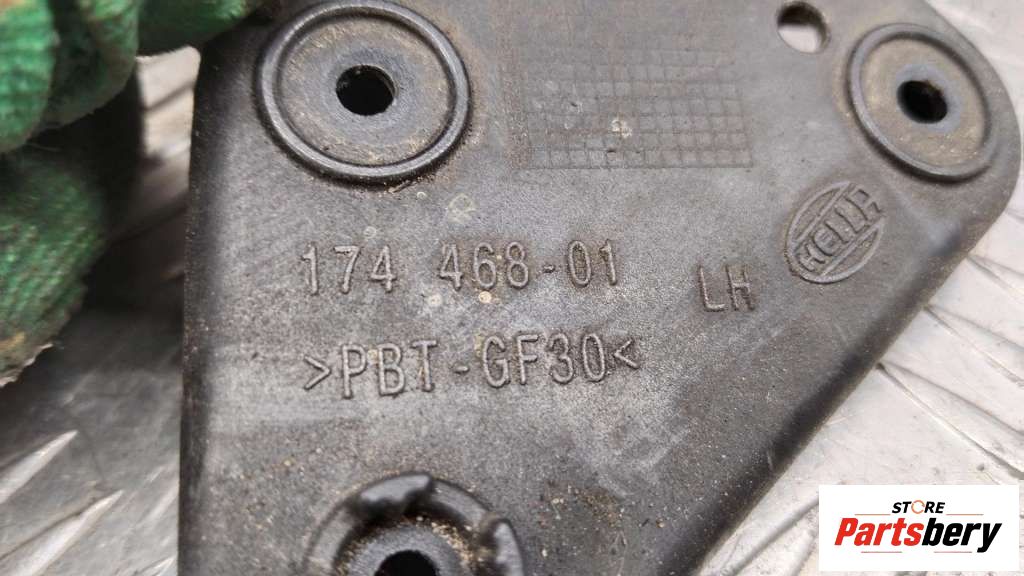 HELLA
174 468-01 LH
>PBT-GF30<
STORE
Partsbery